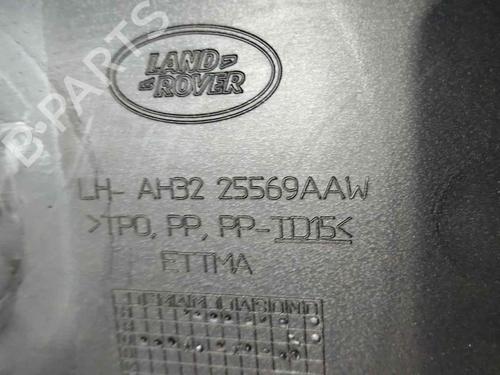 B-PARTS
LAND
ROVER
LH- AH32 25569AAW
>TPO, PP, PP-TD15<
ETTMA